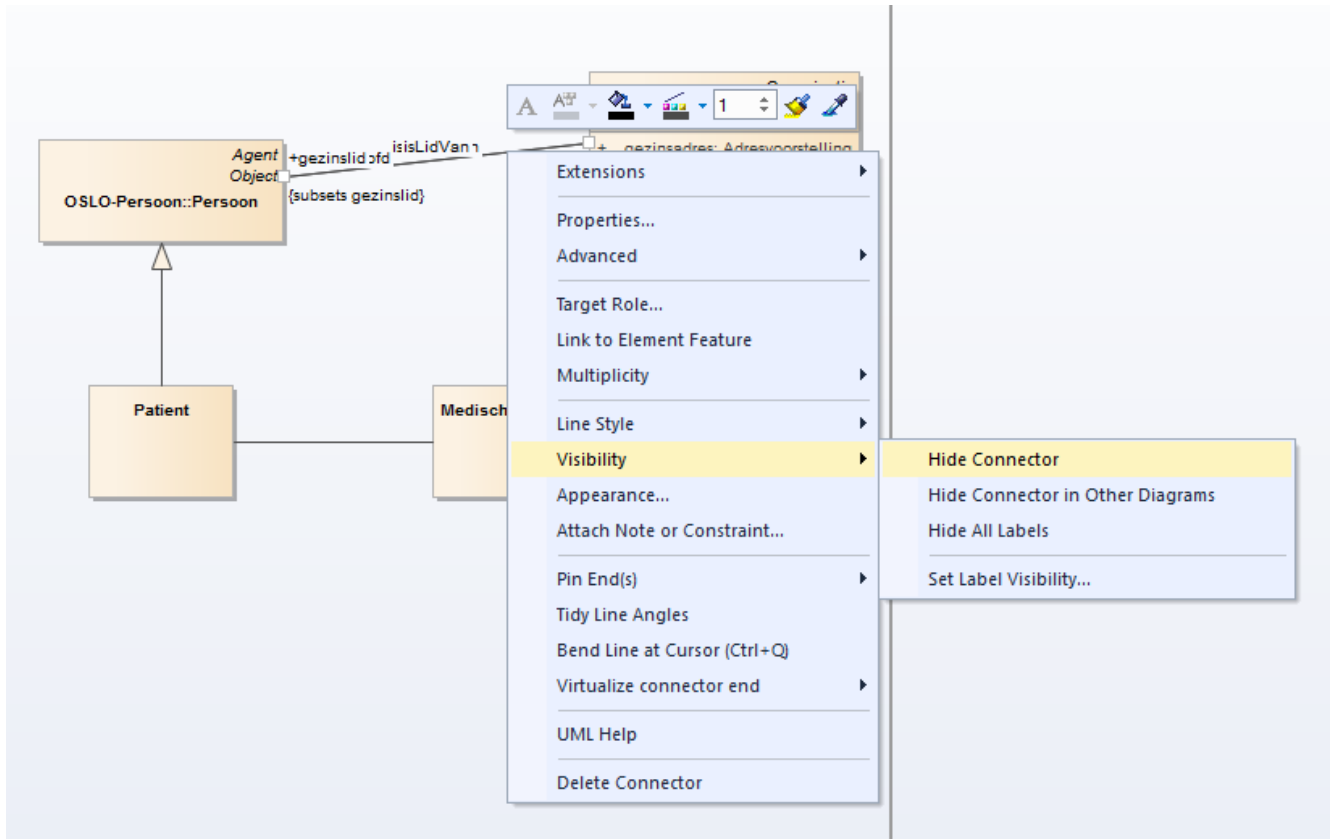 A
1
Agent
Object
OSLO-Persoon::Persoon
+gezinslid
{subsets gezinslid}
gezinsadres: Adresvoorstelling
Patient
Medisch
Extensions
Properties...
Advanced
Target Role...
Link to Element Feature
Multiplicity
Line Style
Visibility
Appearance...
Attach Note or Constraint...
Pin End(s)
Tidy Line Angles
Bend Line at Cursor (Ctrl+Q)
Virtualize connector end
UML Help
Delete Connector
Hide Connector
Hide Connector in Other Diagrams
Hide All Labels
Set Label Visibility...